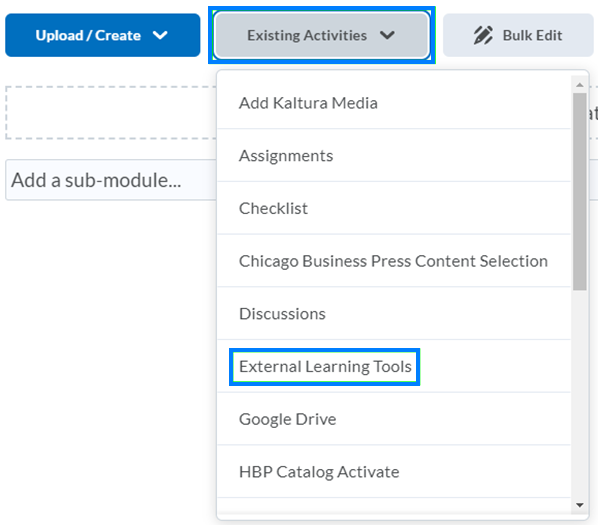 Upload / Create
Existing Activities
Bulk Edit
Add Kaltura Media
Assignments
Add a sub-module...
Checklist
Chicago Business Press Content Selection
Discussions
External Learning Tools
Google Drive
HBP Catalog Activate